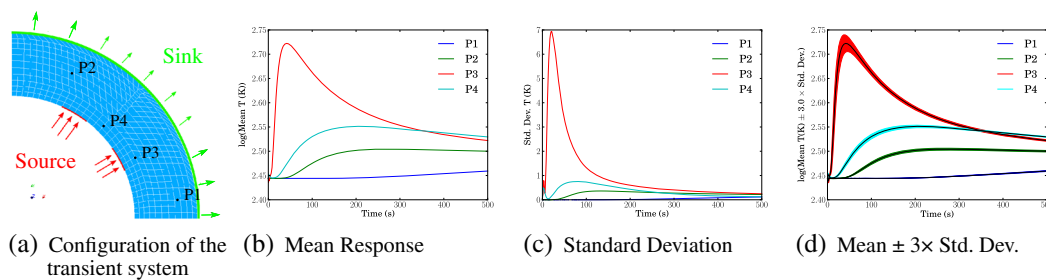 P2
Sink
P4
Source
P3
P1
(a) Configuration of the
transient system
log(Mean T (K))
2.75
2.70
2.65
2.60
2.55
2.50
2.45
2.40
0 100 200 300 400 500
Time (s)
P1
P2
P3
P4
(b) Mean Response
Std. Dev. T (K)
7
6
5
4
3
2
1
0
0 100 200 300 400 500
Time (s)
P1
P2
P3
P4
(c) Standard Deviation
log(Mean T(K) ± 3.0 × Std. Dev.)
2.75
2.70
2.65
2.60
2.55
2.50
2.45
2.40
0 100 200 300 400 500
Time (s)
P1
P2
P3
P4
(d) Mean ± 3× Std. Dev.